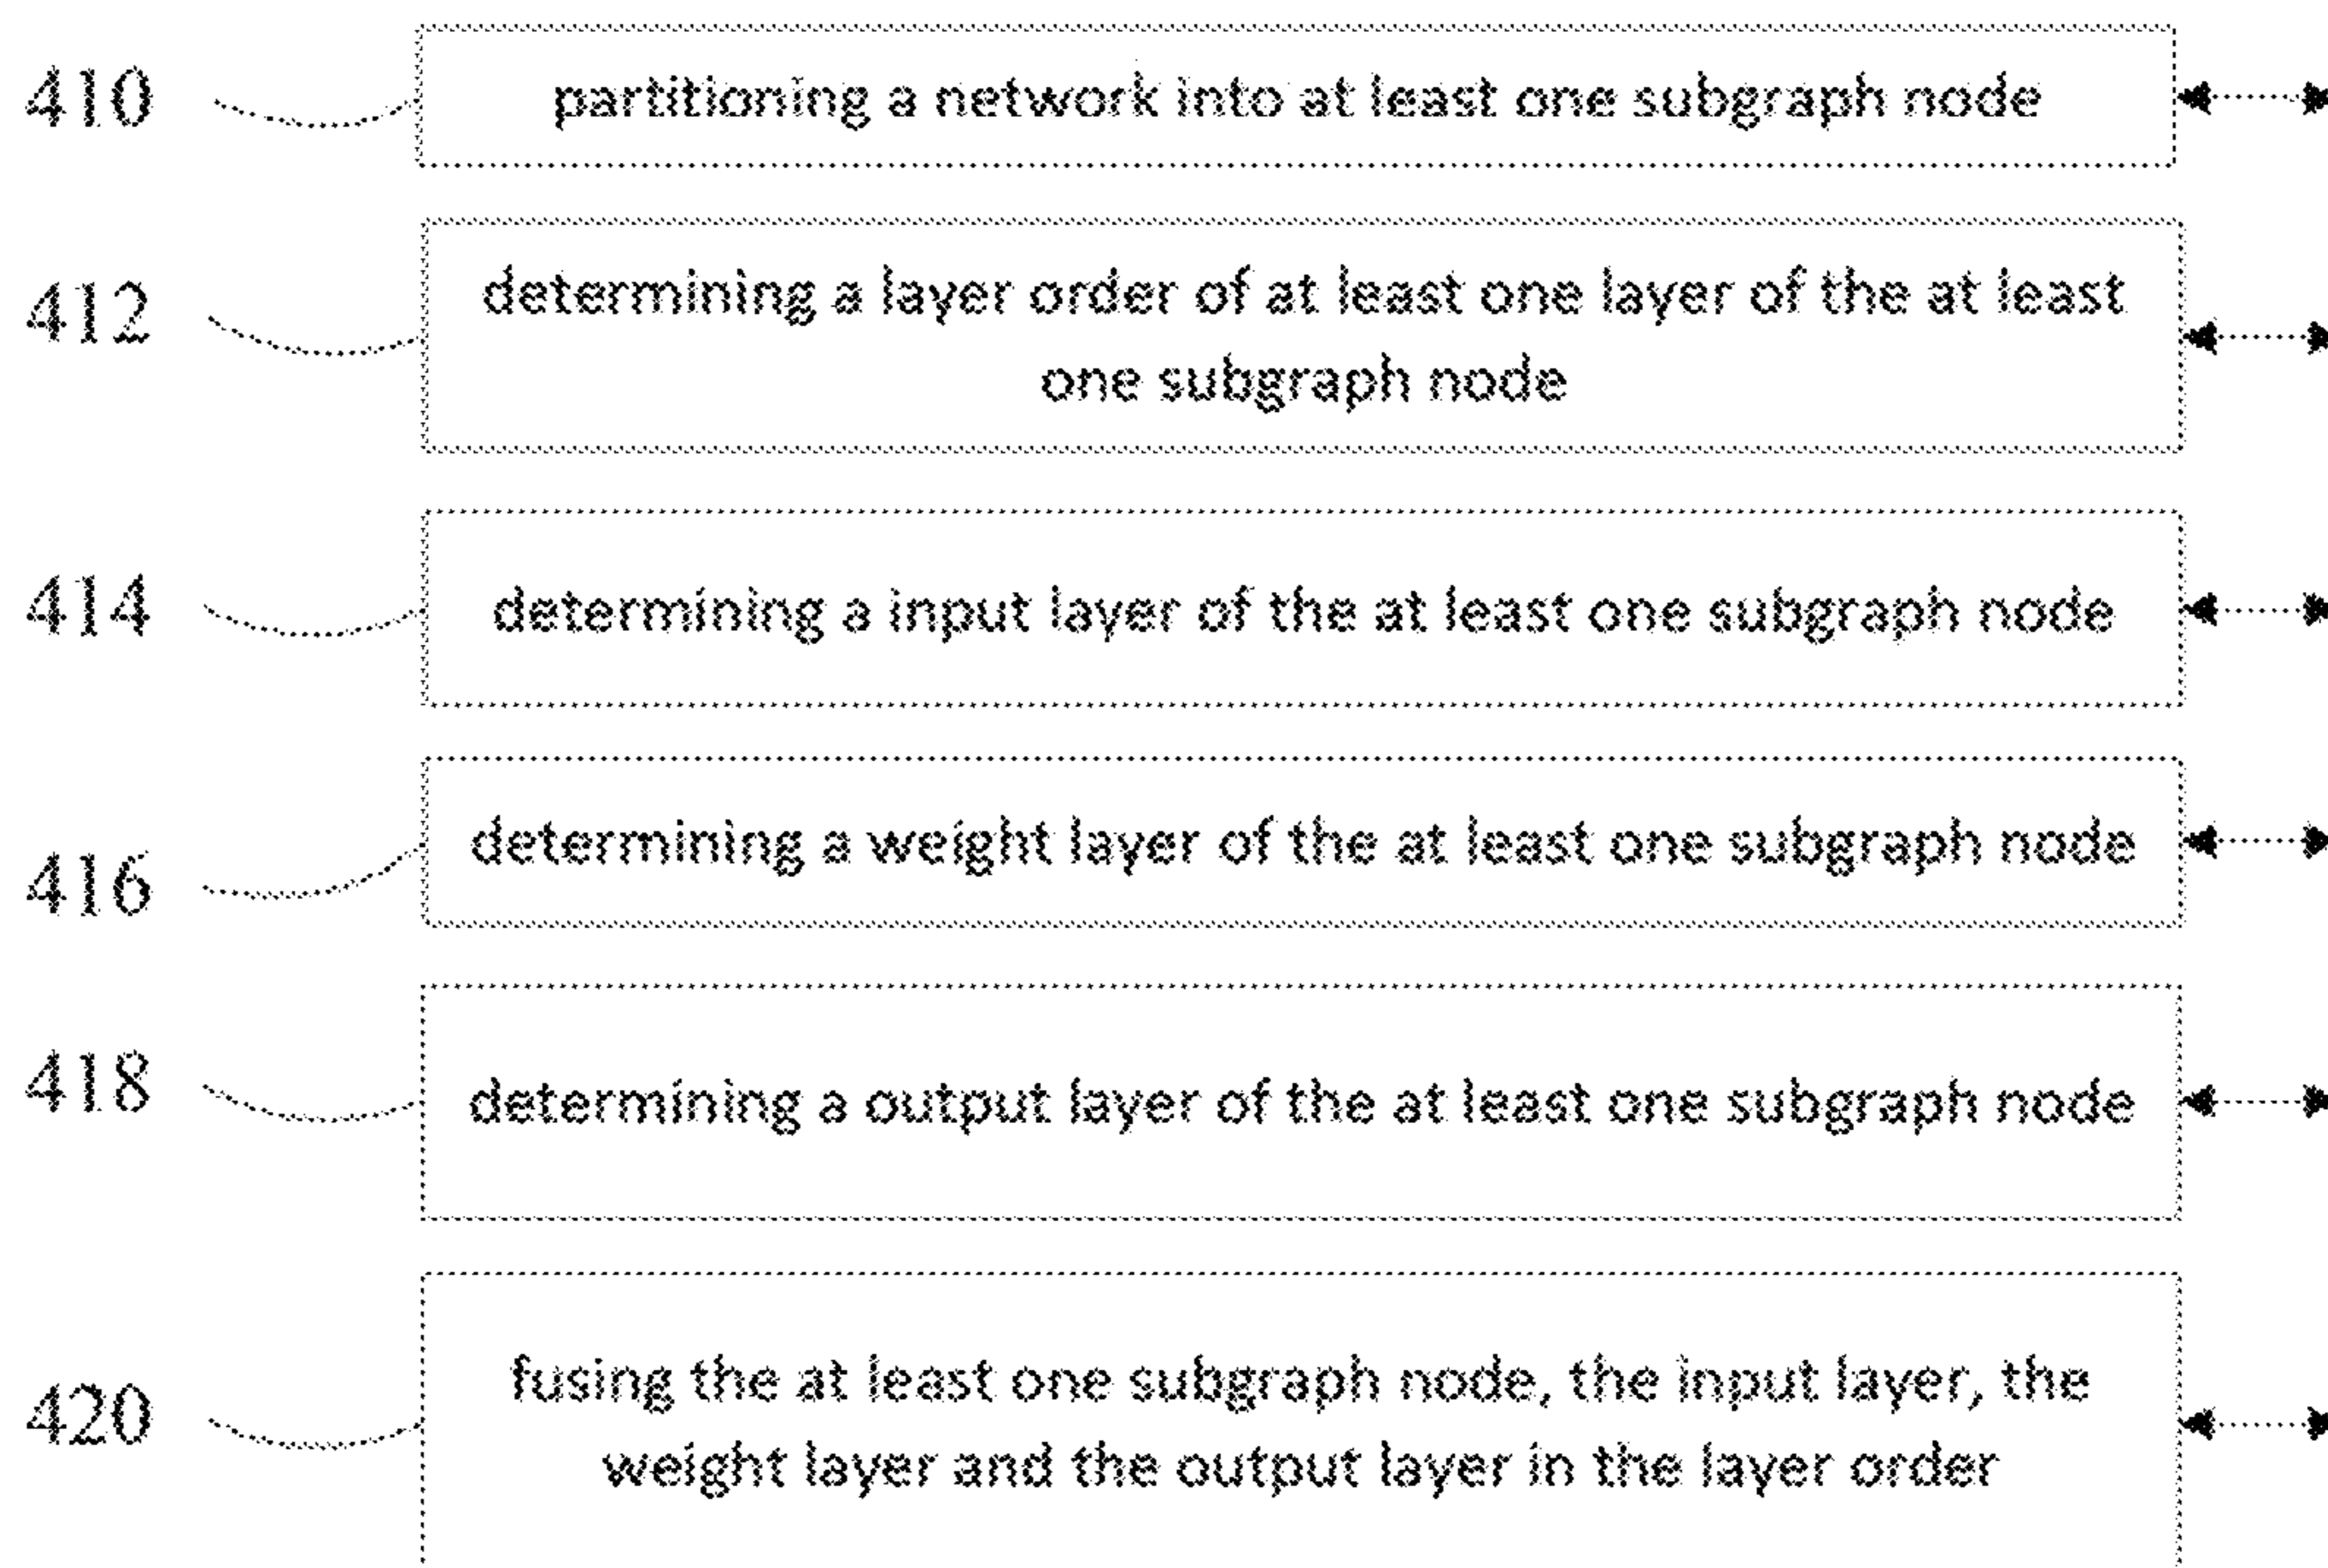 410 partitioning a network into at least one subgraph node
412 determining a layer order of at least one layer of the at least
one subgraph node
414 determining a input layer of the at least one subgraph node
416 determining a weight layer of the at least one subgraph node
418 determining a output layer of the at least one subgraph node
420 fusing the at least one subgraph node, the input layer, the
weight layer and the output layer in the layer order